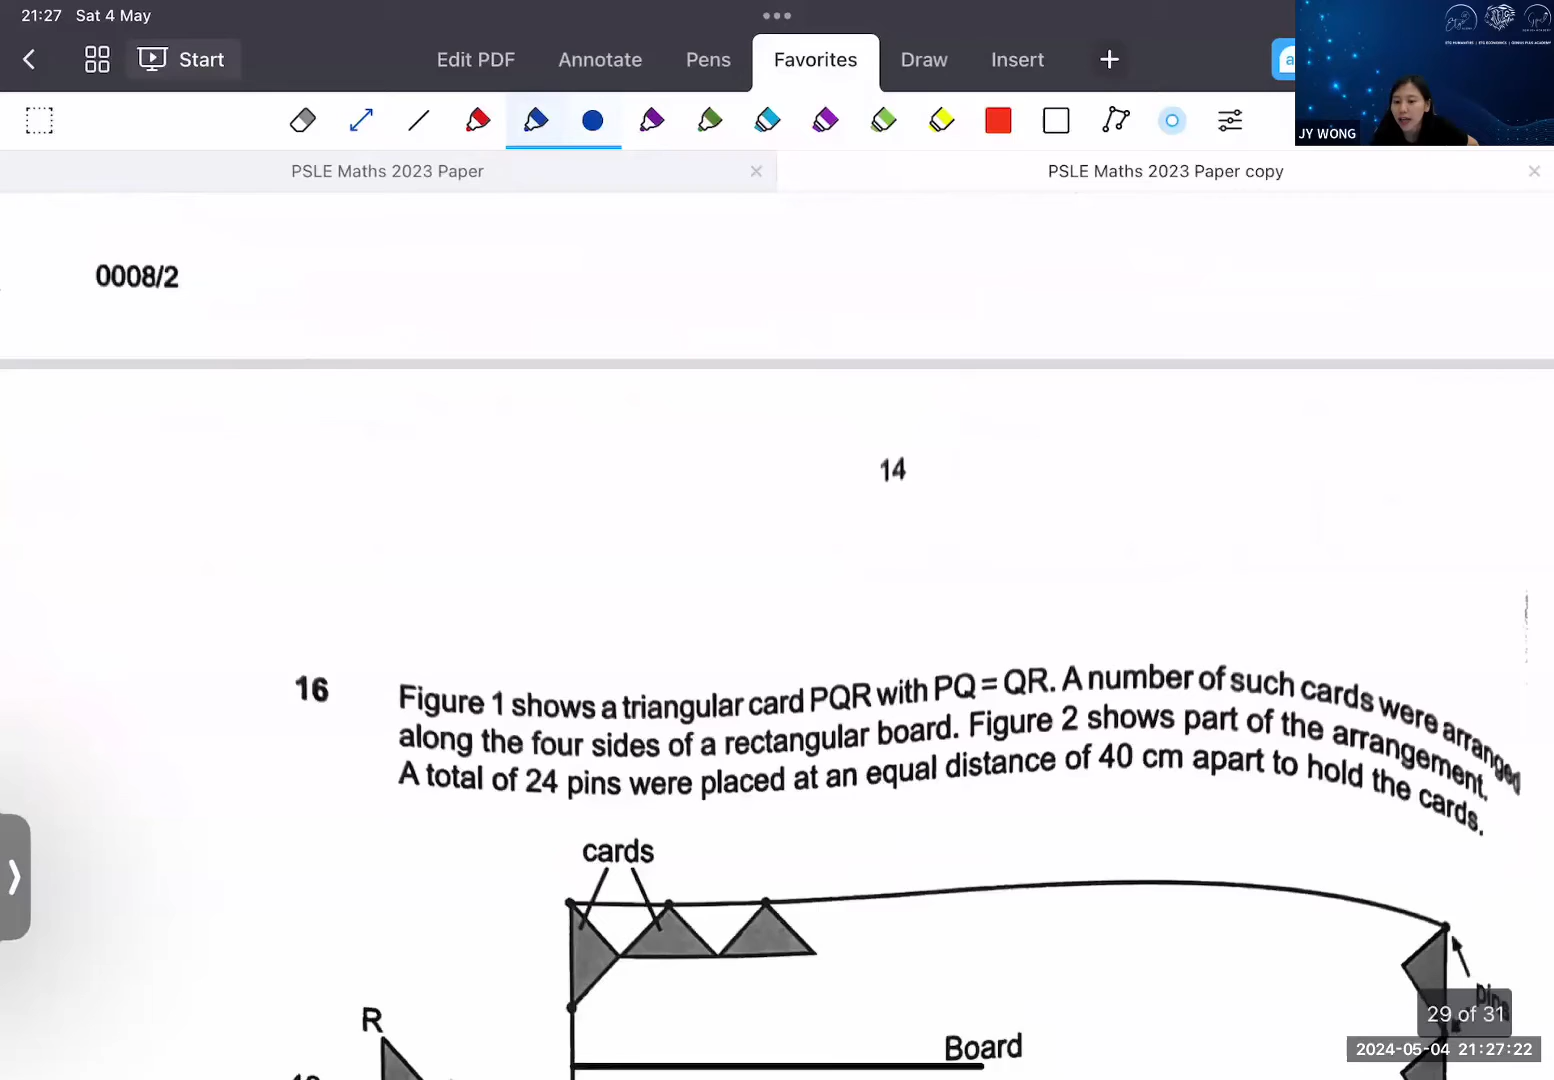 21:27 Sat 4 May
Start
Edit PDF Annotate Pens Favorites Draw Insert
JY WONG
PSLE Maths 2023 Paper
PSLE Maths 2023 Paper copy
0008/2
14
16 Figure 1 shows a triangular card PQR with PQ = QR. A number of such cards were arranged
along the four sides of a rectangular board. Figure 2 shows part of the arrangement.
A total of 24 pins were placed at an equal distance of 40 cm apart to hold the cards.
cards
pins
R
29 of 31
Board
2024-05-04 21:27:22